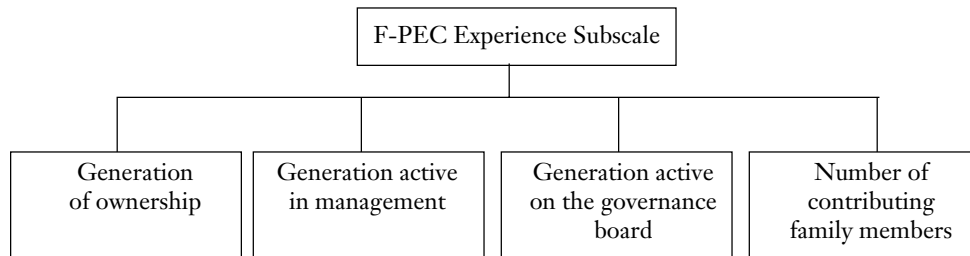 F-PEC Experience Subscale
Generation
of ownership
Generation active
in management
Generation active
on the governance
board
Number of
contributing
family members